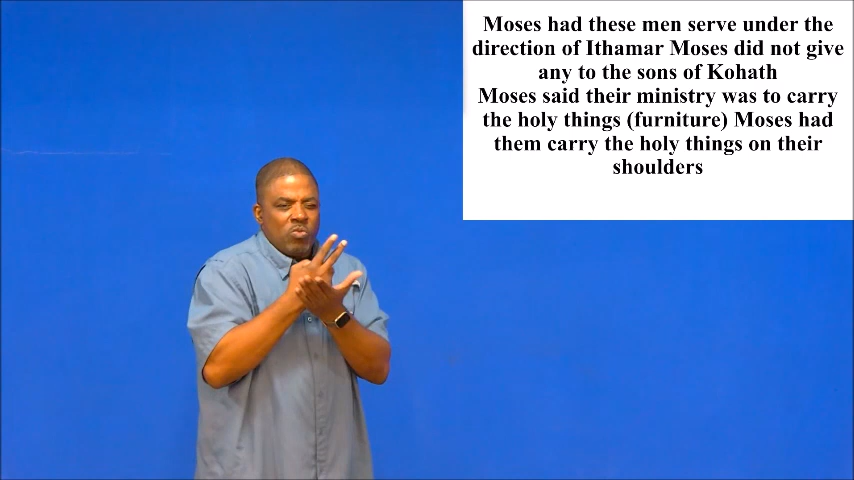 Moses had these men serve under the
direction of Ithamar Moses did not give
any to the sons of Kohath
Moses said their ministry was to carry
the holy things (furniture) Moses had
them carry the holy things on their
shoulders